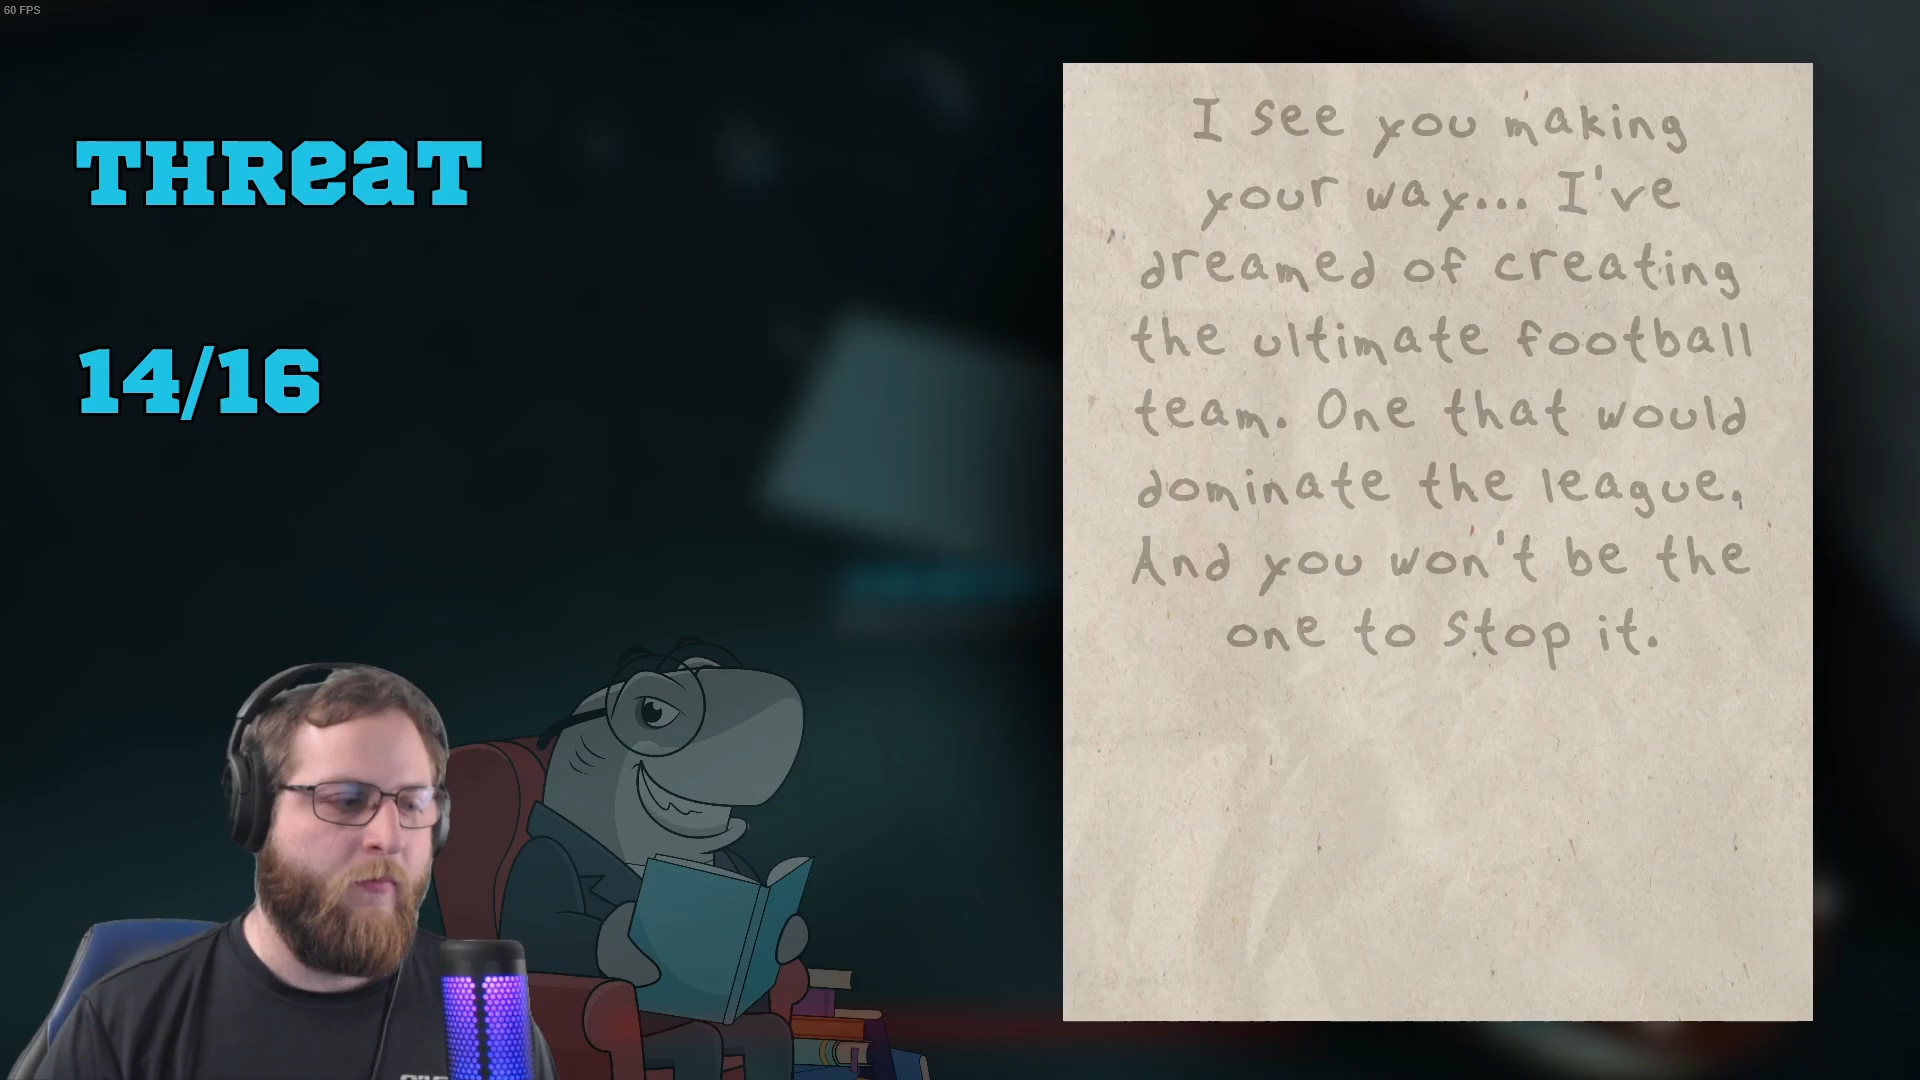 60 FPS
THReaT
14/16
I see you making
your way... I've
dreamed of creating
the ultimate football
team. One that would
dominate the league.
And you won't be the
one to stop it.